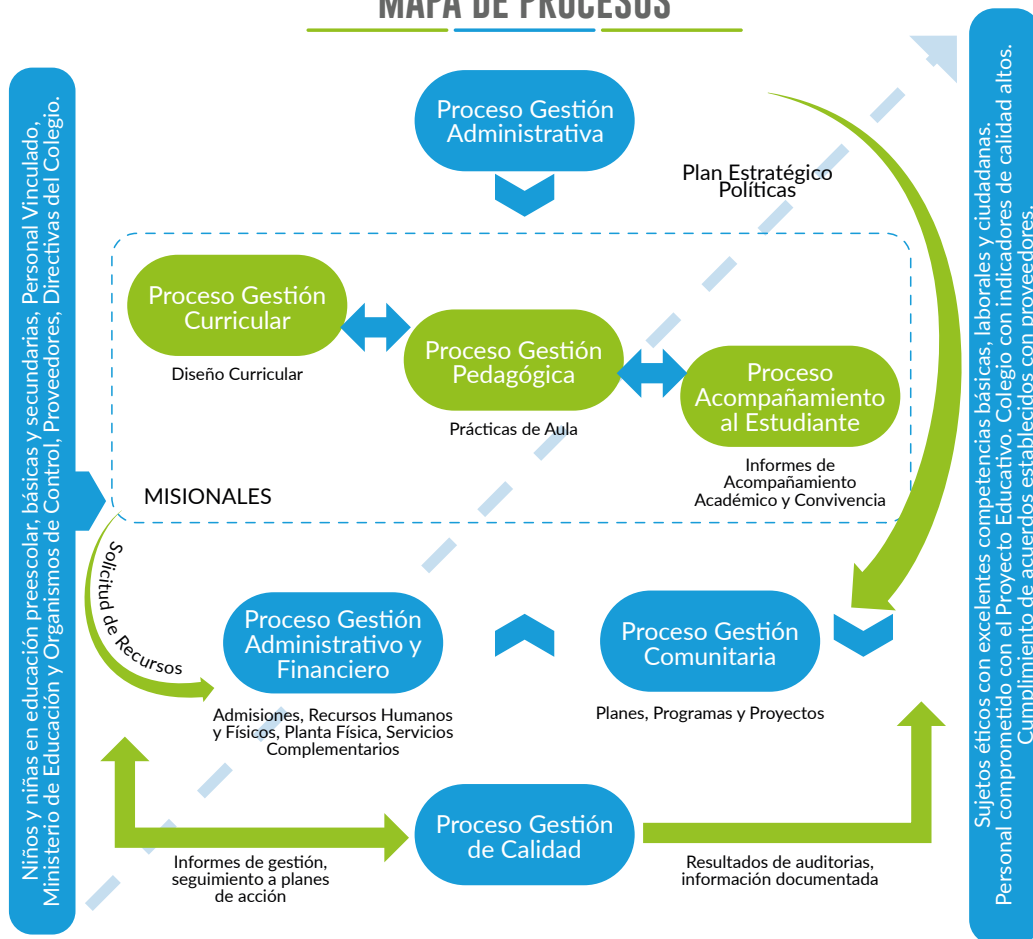 MAPA DE PROCESOS
Niños y niñas en educación preescolar, básicas y secundarias, Personal Vinculado,
Ministerio de Educación y Organismos de Control, Proveedores, Directivas del Colegio.
Proceso Gestión
Administrativa
Plan Estratégico
Políticas
Proceso Gestión
Curricular
Diseño Curricular
Proceso Gestión
Pedagógica
Prácticas de Aula
Proceso
Acompañamiento
al Estudiante
Informes de
Acompañamiento
Académico y Convivencia
MISIONALES
Solicitud de Recursos
Proceso Gestión
Administrativo y
Financiero
Admisiones, Recursos Humanos
y Físicos, Planta Física, Servicios
Complementarios
Proceso Gestión
Comunitaria
Planes, Programas y Proyectos
Proceso Gestión
de Calidad
Informes de gestión,
seguimiento a planes
de acción
Resultados de auditorias,
información documentada
Sujetos éticos con excelentes competencias básicas, laborales y ciudadanas.
Personal comprometido con el Proyecto Educativo. Colegio con indicadores de calidad altos.
Cumplimiento de acuerdos establecidos con proveedores.